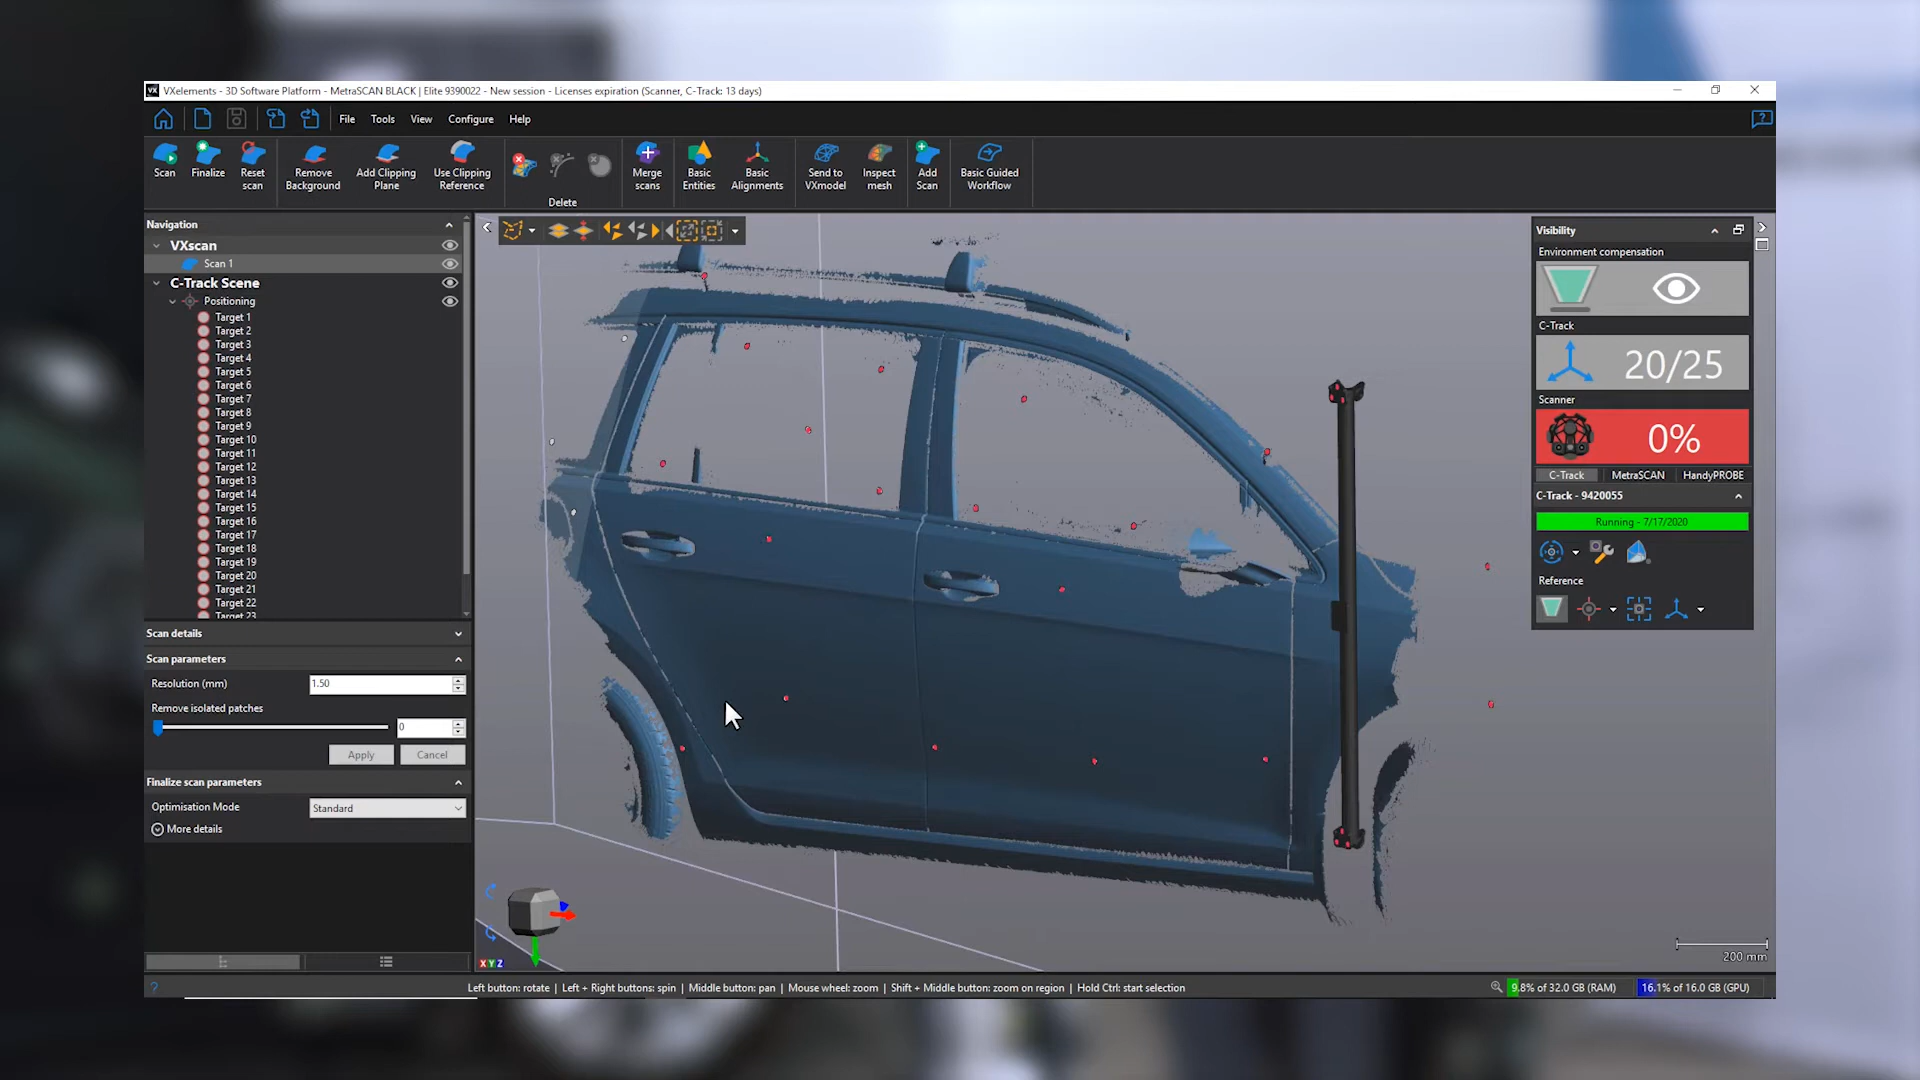 VXelements - 3D Software Platform - MetraSCAN BLACK | Elite 9390022 - New session - Licenses expiration (Scanner, C-Track: 13 days)
File Tools View Configure Help
Scan
Finalize
Reset scan
Remove Background
Add Clipping Plane
Use Clipping Reference
Delete
Merge scans
Basic Entities
Basic Alignments
Send to VXmodel
Inspect mesh
Add Scan
Basic Guided Workflow
Navigation
VXscan
Scan 1
C-Track Scene
Positioning
Target 1
Target 2
Target 3
Target 4
Target 5
Target 6
Target 7
Target 8
Target 9
Target 10
Target 11
Target 12
Target 13
Target 14
Target 15
Target 16
Target 17
Target 18
Target 19
Target 20
Target 21
Target 22
Target 23
Scan details
Scan parameters
Resolution (mm) 1.50
Remove isolated patches
0
Apply Cancel
Finalize scan parameters
Optimisation Mode Standard
More details
XYZ
200 mm
Visibility
Environment compensation
C-Track
20/25
Scanner
0%
C-Track MetraSCAN HandyPROBE
C-Track - 9420055
Running - 7/17/2020
Reference
Left button: rotate | Left + Right buttons: spin | Middle button: pan | Mouse wheel: zoom | Shift + Middle button: zoom on region | Hold Ctrl: start selection
9.8% of 32.0 GB (RAM) 16.1% of 16.0 GB (GPU)